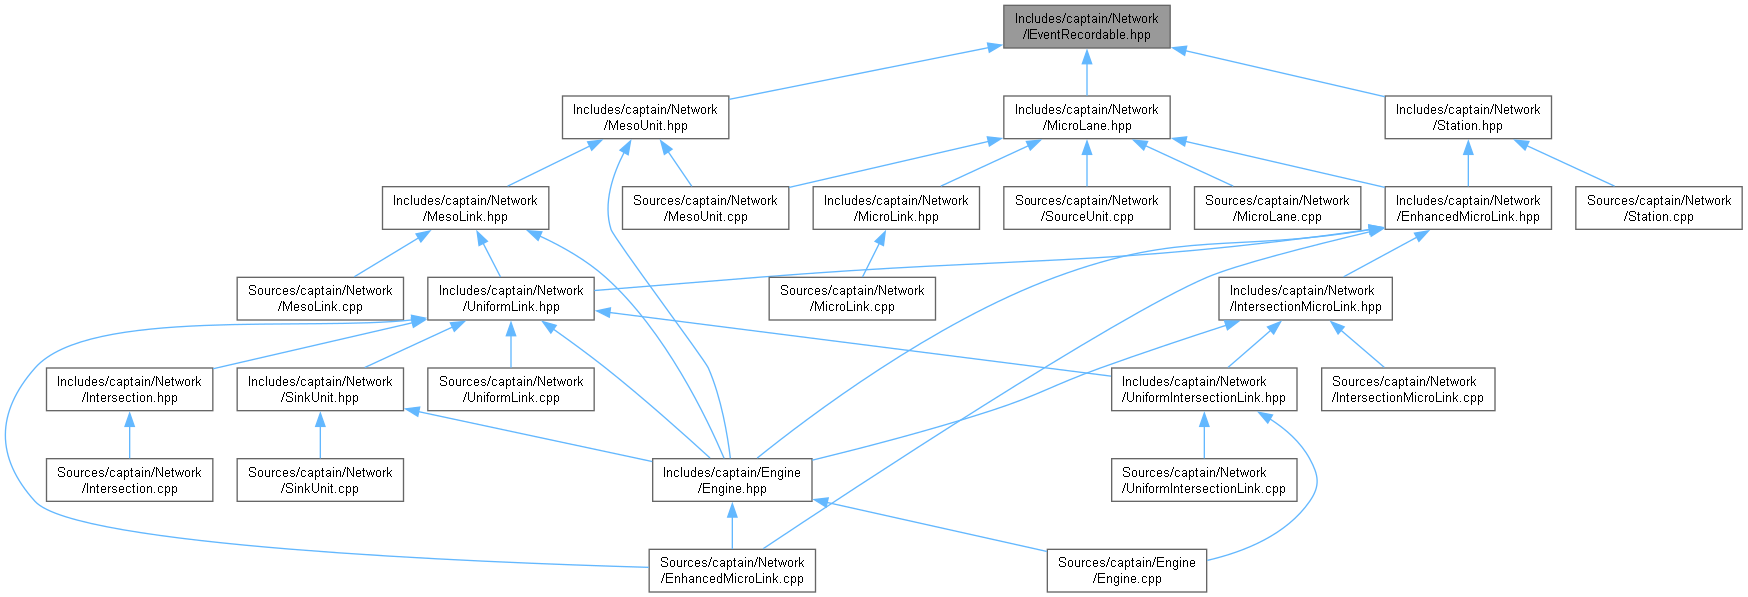 Includes/captain/Network
/IEventRecordable.hpp
Includes/captain/Network
/MesoUnit.hpp
Includes/captain/Network
/MicroLane.hpp
Includes/captain/Network
/Station.hpp
Includes/captain/Network
/MesoLink.hpp
Sources/captain/Network
/MesoUnit.cpp
Includes/captain/Network
/MicroLink.hpp
Sources/captain/Network
/SourceUnit.cpp
Sources/captain/Network
/MicroLane.cpp
Includes/captain/Network
/EnhancedMicroLink.hpp
Sources/captain/Network
/Station.cpp
Sources/captain/Network
/MesoLink.cpp
Includes/captain/Network
/UniformLink.hpp
Sources/captain/Network
/MicroLink.cpp
Includes/captain/Network
/IntersectionMicroLink.hpp
Includes/captain/Network
/Intersection.hpp
Includes/captain/Network
/SinkUnit.hpp
Sources/captain/Network
/UniformLink.cpp
Includes/captain/Network
/UniformIntersectionLink.hpp
Sources/captain/Network
/IntersectionMicroLink.cpp
Sources/captain/Network
/Intersection.cpp
Sources/captain/Network
/SinkUnit.cpp
Includes/captain/Engine
/Engine.hpp
Sources/captain/Network
/UniformIntersectionLink.cpp
Sources/captain/Network
/EnhancedMicroLink.cpp
Sources/captain/Engine
/Engine.cpp